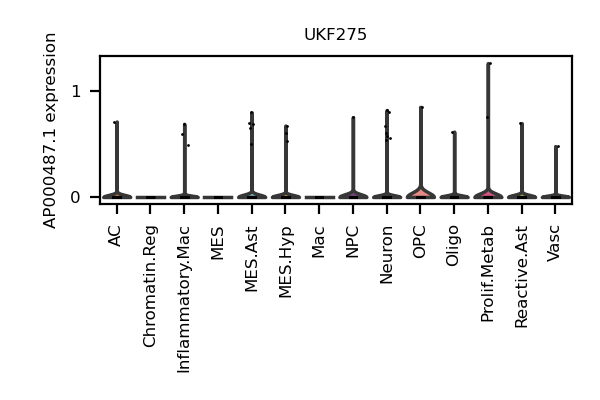 UKF275
AP000487.1 expression
1
0
AC
Chromatin.Reg
Inflammatory.Mac
MES
MES.Ast
MES.Hyp
Mac
NPC
Neuron
OPC
Oligo
Prolif.Metab
Reactive.Ast
Vasc